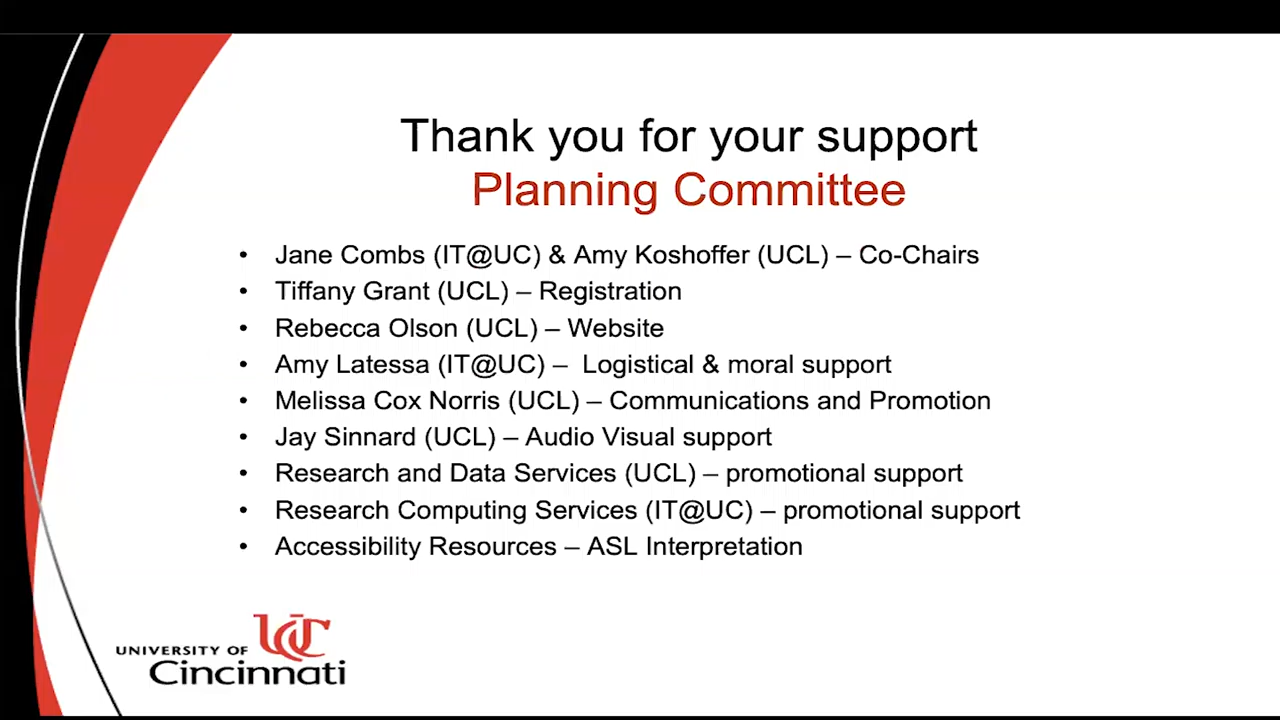 Thank you for your support
Planning Committee
• Jane Combs (IT@UC) & Amy Koshoffer (UCL) – Co-Chairs
• Tiffany Grant (UCL) – Registration
• Rebecca Olson (UCL) – Website
• Amy Latessa (IT@UC) – Logistical & moral support
• Melissa Cox Norris (UCL) – Communications and Promotion
• Jay Sinnard (UCL) – Audio Visual support
• Research and Data Services (UCL) – promotional support
• Research Computing Services (IT@UC) – promotional support
• Accessibility Resources – ASL Interpretation
UC
UNIVERSITY OF
Cincinnati